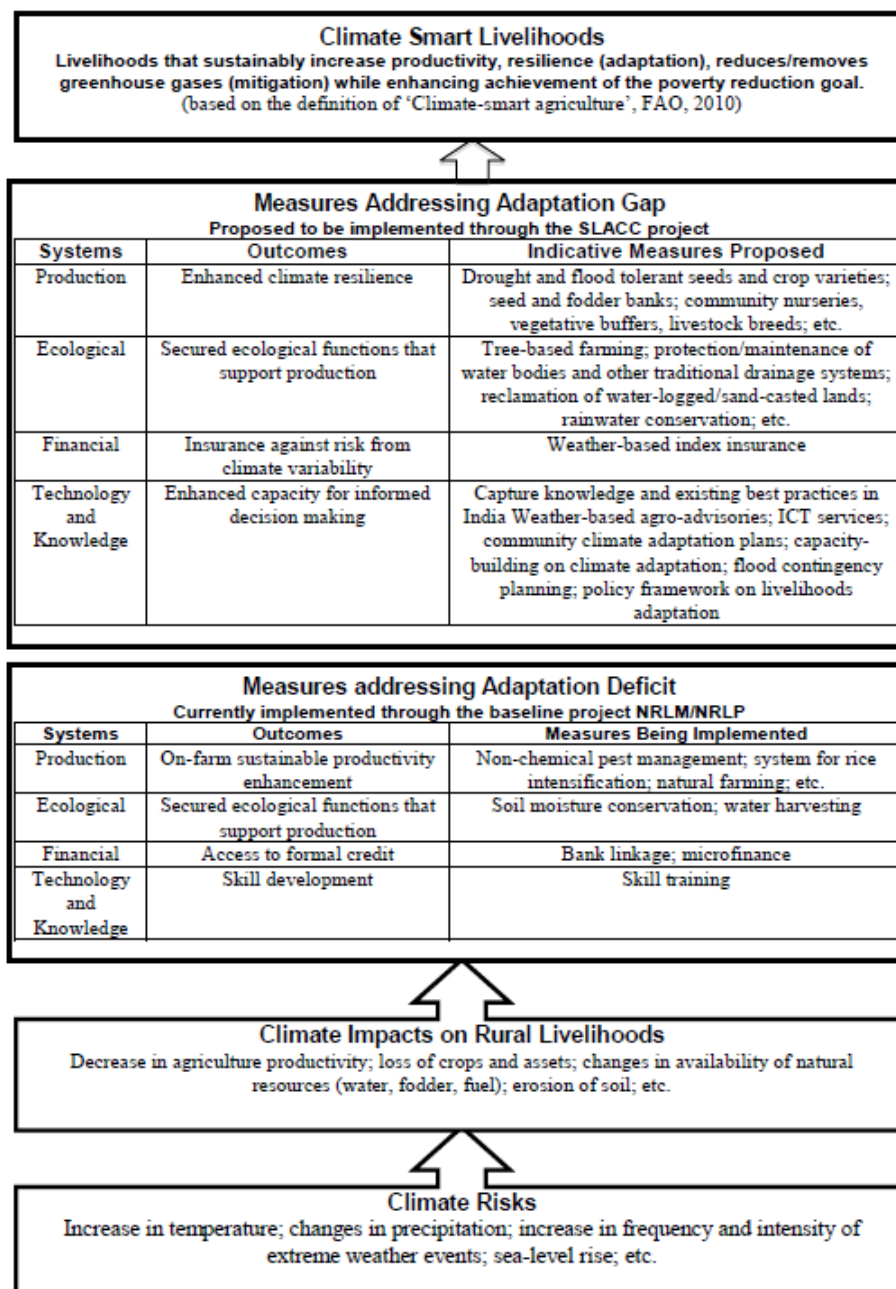 Climate Smart Livelihoods
Livelihoods that sustainably increase productivity, resilience (adaptation), reduces/removes
greenhouse gases (mitigation) while enhancing achievement of the poverty reduction goal.
(based on the definition of ‘Climate-smart agriculture’, FAO, 2010)
Measures Addressing Adaptation Gap
Proposed to be implemented through the SLACC project
Systems Outcomes Indicative Measures Proposed
Production Enhanced climate resilience Drought and flood tolerant seeds and crop varieties;
seed and fodder banks; community nurseries,
vegetative buffers, livestock breeds; etc.
Ecological Secured ecological functions that Tree-based farming; protection/maintenance of
support production water bodies and other traditional drainage systems;
reclamation of water-logged/sand-casted lands;
rainwater conservation; etc.
Financial Insurance against risk from Weather-based index insurance
climate variability
Technology Enhanced capacity for informed Capture knowledge and existing best practices in
and decision making India Weather-based agro-advisories; ICT services;
Knowledge community climate adaptation plans; capacity-
building on climate adaptation; flood contingency
planning; policy framework on livelihoods
adaptation
Measures addressing Adaptation Deficit
Currently implemented through the baseline project NRLM/NRLP
Systems Outcomes Measures Being Implemented
Production On-farm sustainable productivity Non-chemical pest management; system for rice
enhancement intensification; natural farming; etc.
Ecological Secured ecological functions that Soil moisture conservation; water harvesting
support production
Financial Access to formal credit Bank linkage; microfinance
Technology Skill development Skill training
and
Knowledge
Climate Impacts on Rural Livelihoods
Decrease in agriculture productivity; loss of crops and assets; changes in availability of natural
resources (water, fodder, fuel); erosion of soil; etc.
Climate Risks
Increase in temperature; changes in precipitation; increase in frequency and intensity of
extreme weather events; sea-level rise; etc.